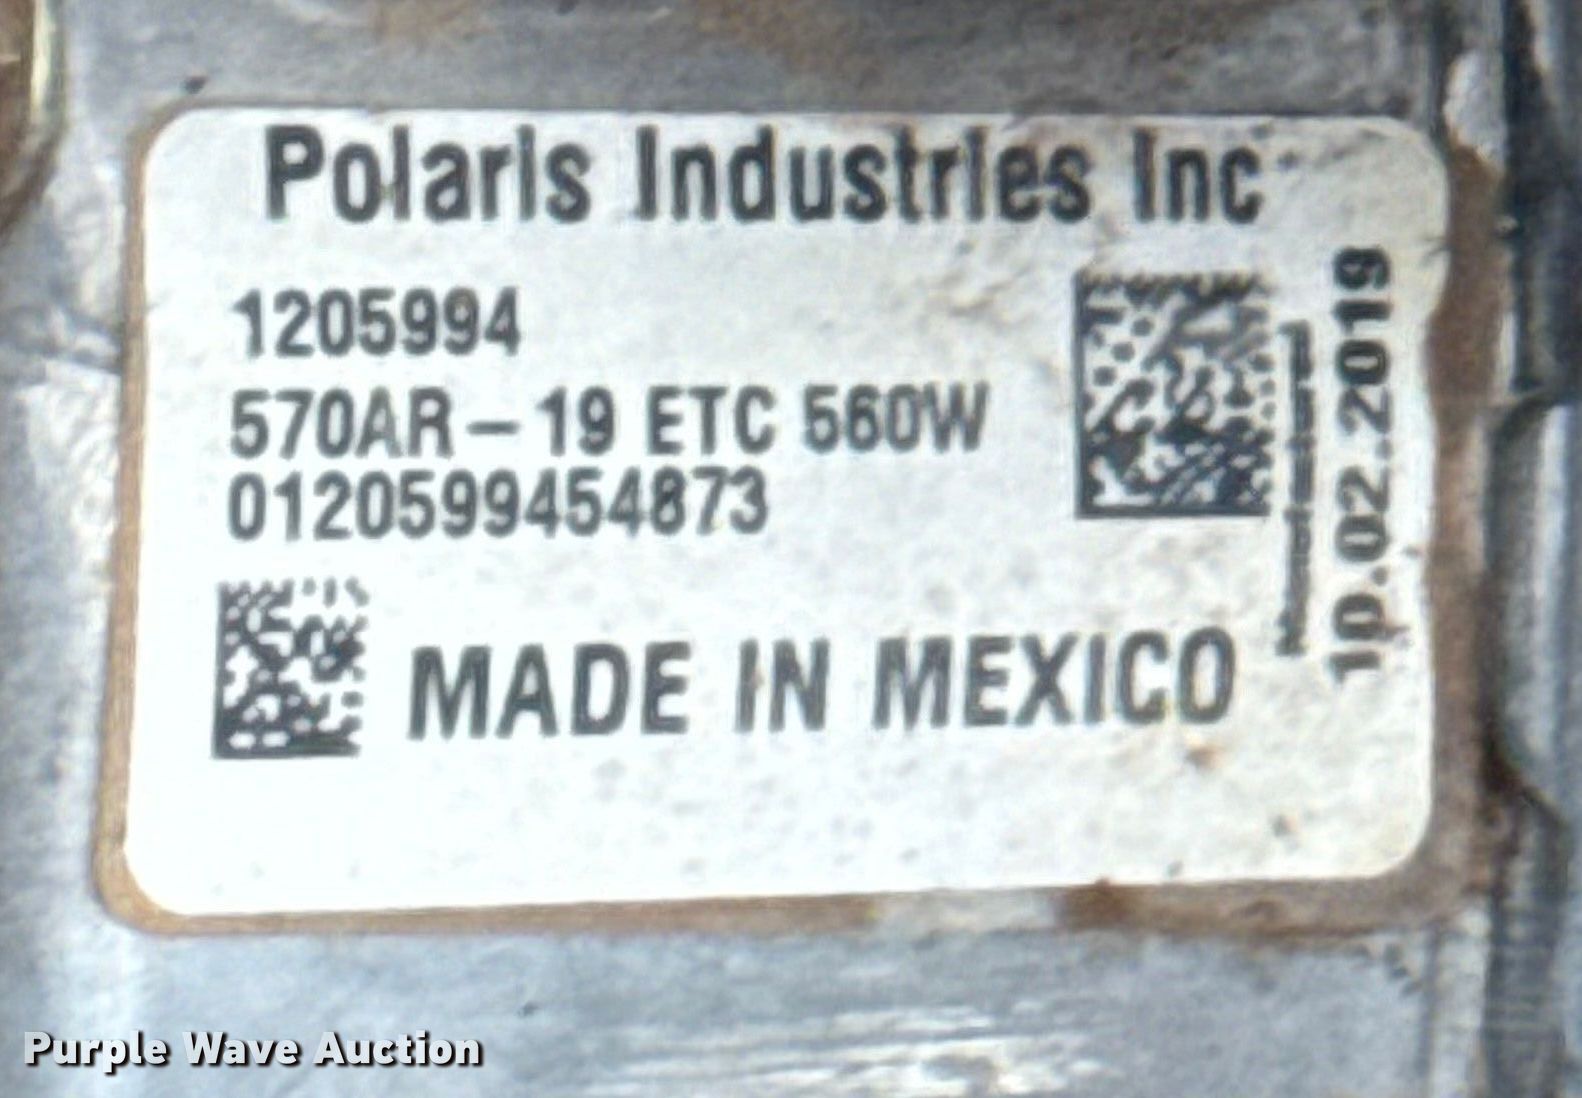 Polaris Industries Inc
1205994
570AR-19 ETC 560W
0120599454873
MADE IN MEXICO
10.02.2019
Purple Wave Auction